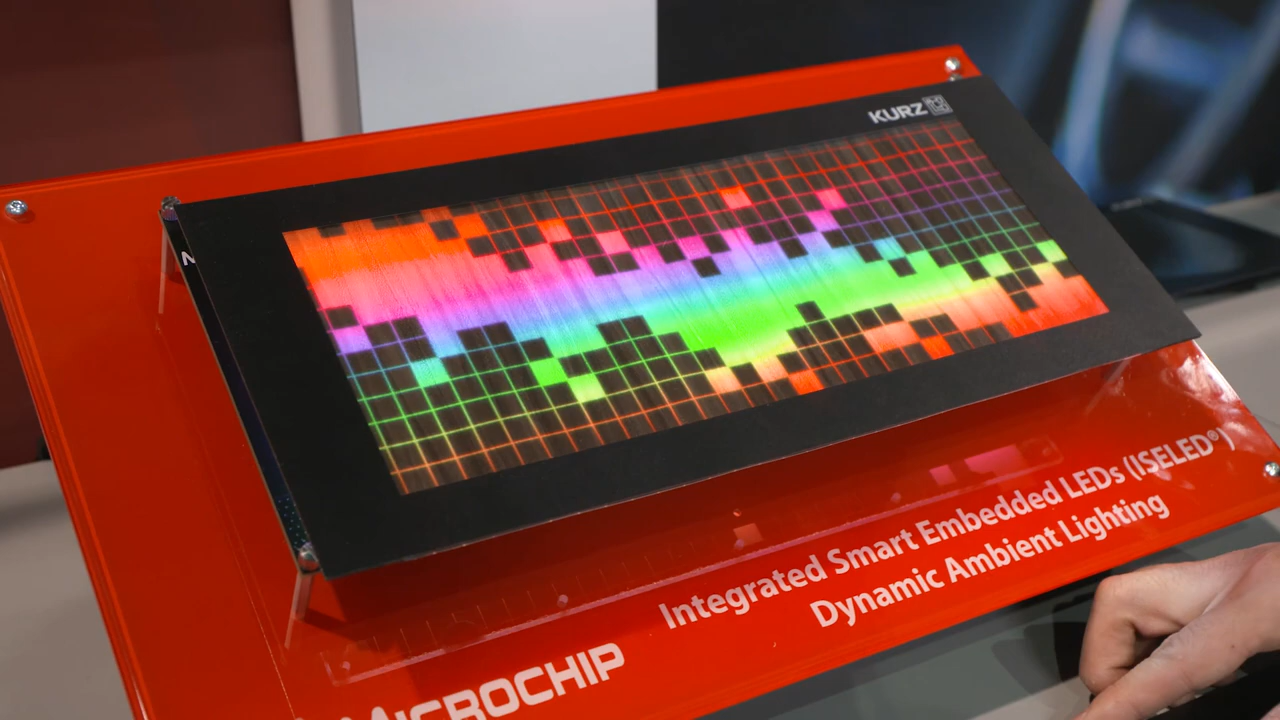 KURZ
N
Integrated Smart Embedded LEDs (ISELED®)
Dynamic Ambient Lighting
MICROCHIP